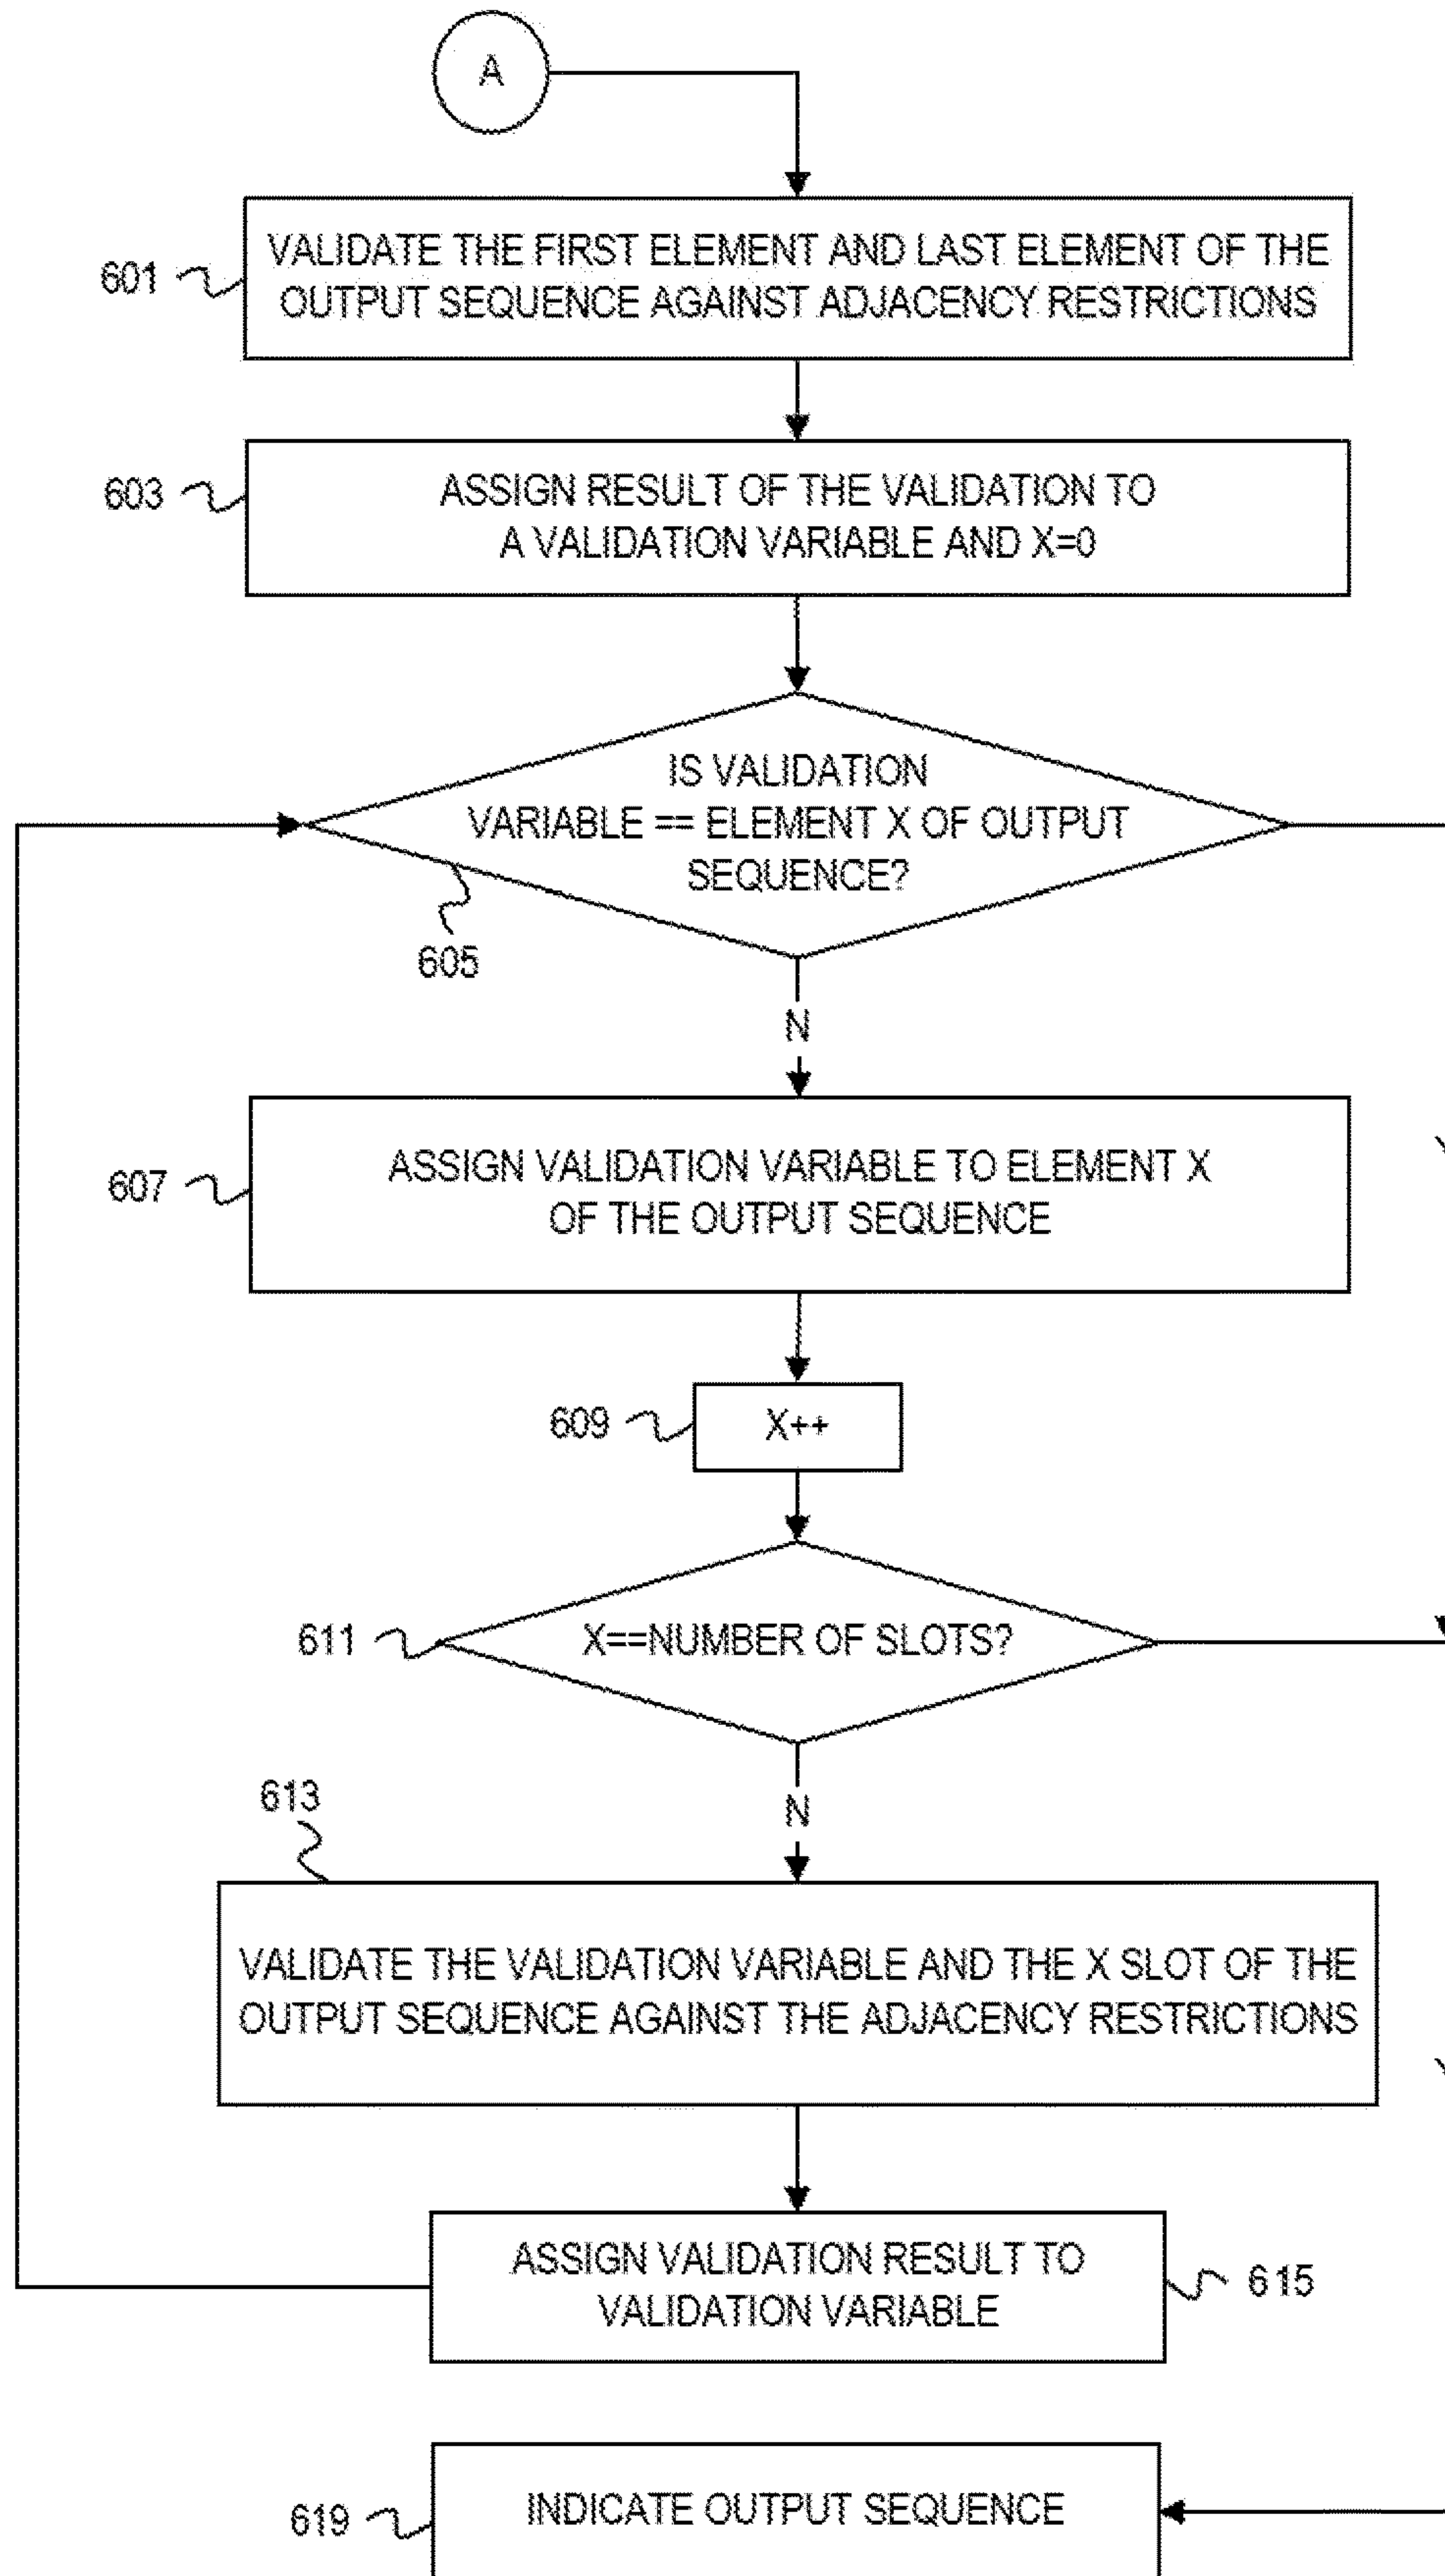 A
601
VALIDATE THE FIRST ELEMENT AND LAST ELEMENT OF THE
OUTPUT SEQUENCE AGAINST ADJACENCY RESTRICTIONS
603
ASSIGN RESULT OF THE VALIDATION TO
A VALIDATION VARIABLE AND X=0
IS VALIDATION
VARIABLE == ELEMENT X OF OUTPUT
SEQUENCE?
605
N
607
ASSIGN VALIDATION VARIABLE TO ELEMENT X
OF THE OUTPUT SEQUENCE
609
X++
611
X==NUMBER OF SLOTS?
N
613
VALIDATE THE VALIDATION VARIABLE AND THE X SLOT OF THE
OUTPUT SEQUENCE AGAINST THE ADJACENCY RESTRICTIONS
ASSIGN VALIDATION RESULT TO
VALIDATION VARIABLE
615
619
INDICATE OUTPUT SEQUENCE